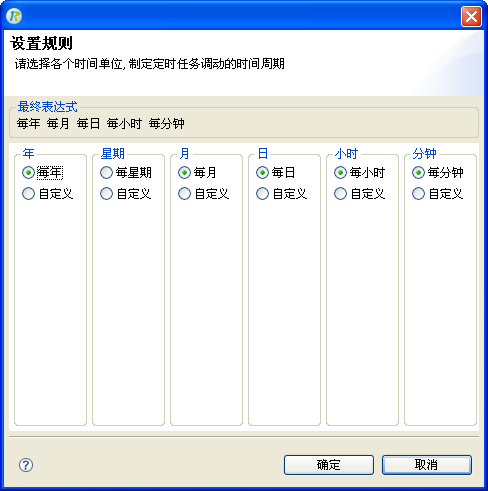 设置规则
请选择各个时间单位, 制定定时任务调动的时间周期
最终表达式
每年 每月 每日 每小时 每分钟
年 星期 月 日 小时 分钟
每年 每星期 每月 每日 每小时 每分钟
自定义 自定义 自定义 自定义 自定义 自定义
确定 取消